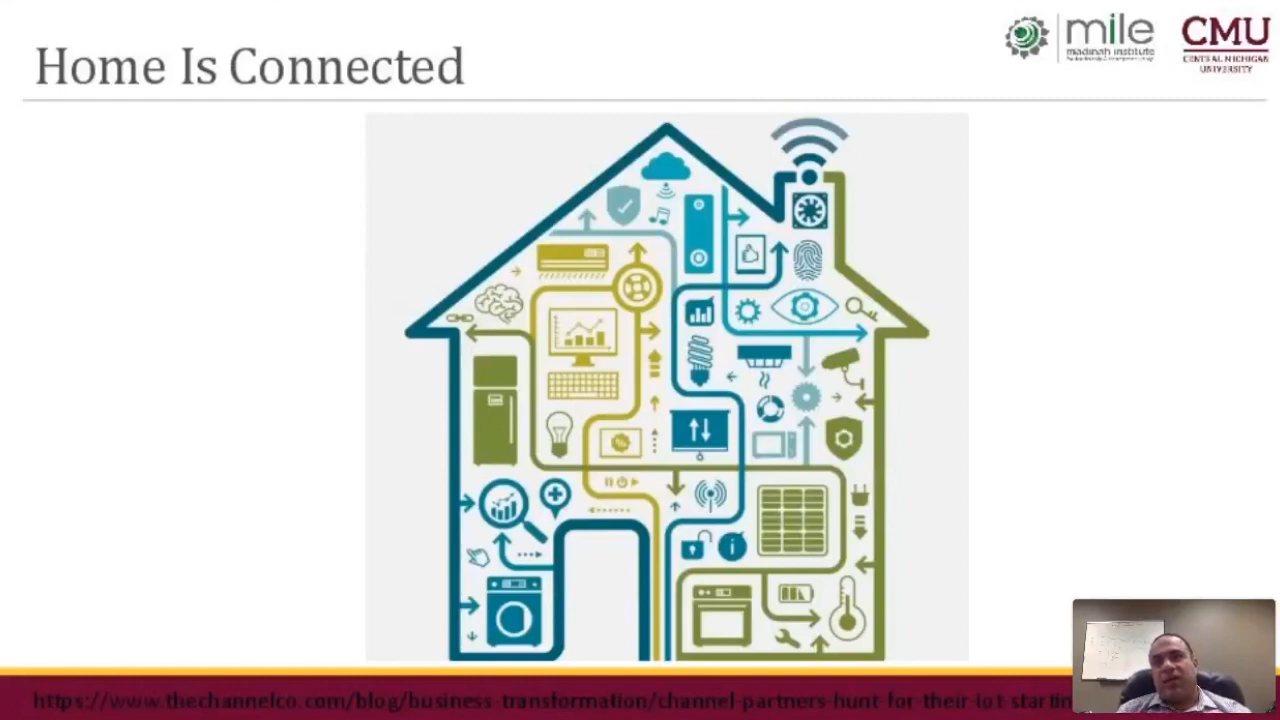 Home Is Connected
mile
madinah institute
CMU
CENTRAL MICHIGAN
UNIVERSITY
i
https://www.thechannelco.com/blog/business-transformation/channel-partners-hunt-for-their-iot-startin